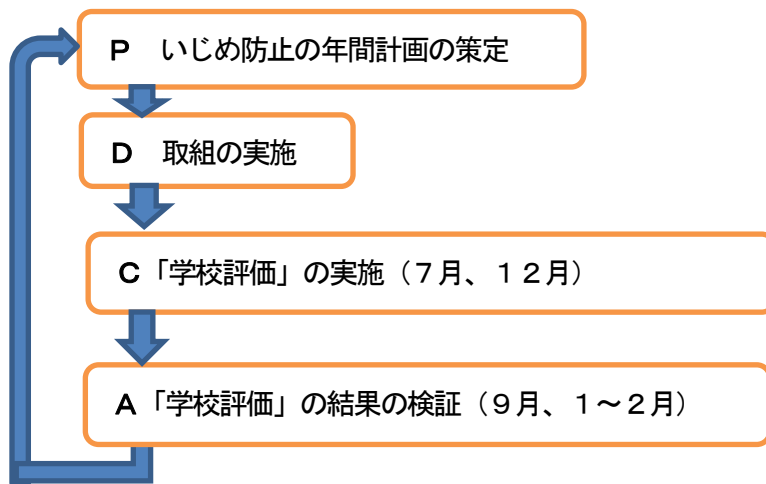 P　いじめ防止の年間計画の策定
D　取組の実施
C「学校評価」の実施（７月、１２月）
A「学校評価」の結果の検証（９月、１～２月）